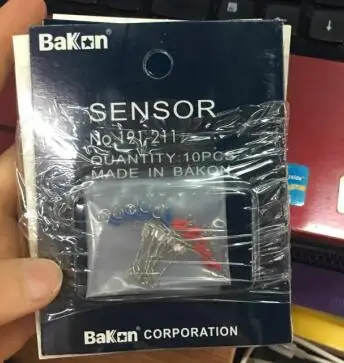 BaKon
SENSOR
No.191-211
QUANTITY:10PCS
MADE IN BAKON
BaKon CORPORATION